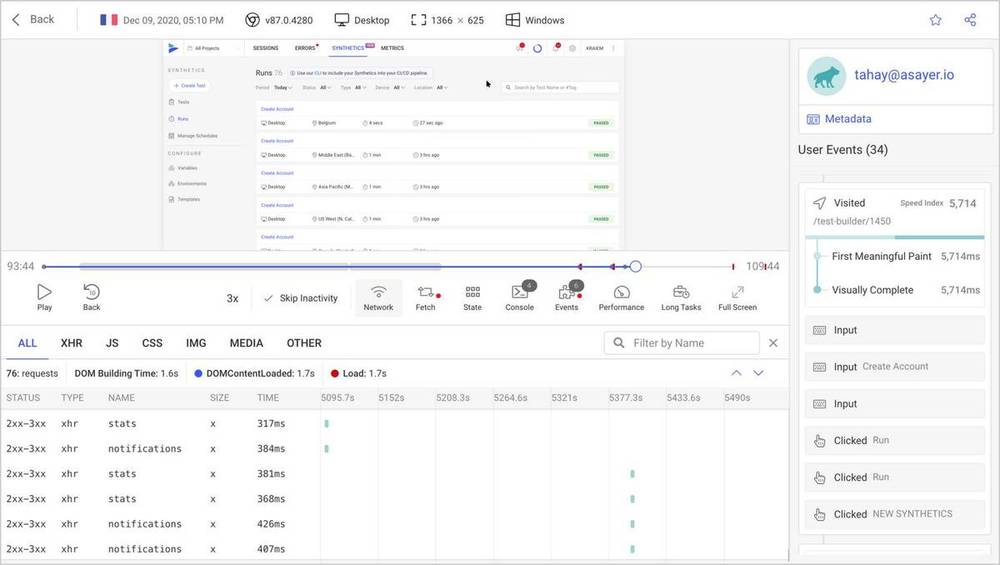 Back
Dec 09, 2020, 05:10 PM
v87.0.4280
Desktop
1366 × 625
Windows
All Projects
SESSIONS
ERRORS
SYNTHETICS
METRICS
KRAIEM
SYNTHETICS
+ Create Test
Tests
Runs
Manage Schedules
CONFIGURE
Variables
Environments
Templates
Runs 76
Use our CLI to include your Synthetics into your CI/CD pipeline.
Period Today
Status All
Type All
Device All
Location All
Search by Test Name or #Tag
Create Account
Desktop Belgium 4 secs 27 sec ago PASSED
Create Account
Desktop Middle East (Ba... 1 min 3 hrs ago PASSED
Create Account
Desktop Asia Pacific (M... 1 min 3 hrs ago PASSED
Create Account
Desktop US West (N. Cal... 1 min 3 hrs ago PASSED
Create Account
93:44
109:44
Play
10
Back
3x
Skip Inactivity
Network
Fetch
State
4
Console
6
Events
Performance
Long Tasks
Full Screen
ALL XHR JS CSS IMG MEDIA OTHER
Filter by Name
76: requests DOM Building Time: 1.6s DOMContentLoaded: 1.7s Load: 1.7s
STATUS TYPE NAME SIZE TIME 5095.7s 5152s 5208.3s 5264.6s 5321s 5377.3s 5433.6s 5490s
2xx-3xx xhr stats x 317ms
2xx-3xx xhr notifications x 384ms
2xx-3xx xhr stats x 381ms
2xx-3xx xhr stats x 368ms
2xx-3xx xhr notifications x 426ms
2xx-3xx xhr notifications x 407ms
tahay@asayer.io
Metadata
User Events (34)
Visited Speed Index 5,714
/test-builder/1450
First Meaningful Paint 5,714ms
Visually Complete 5,714ms
Input
Input Create Account
Input
Clicked Run
Clicked Run
Clicked NEW SYNTHETICS